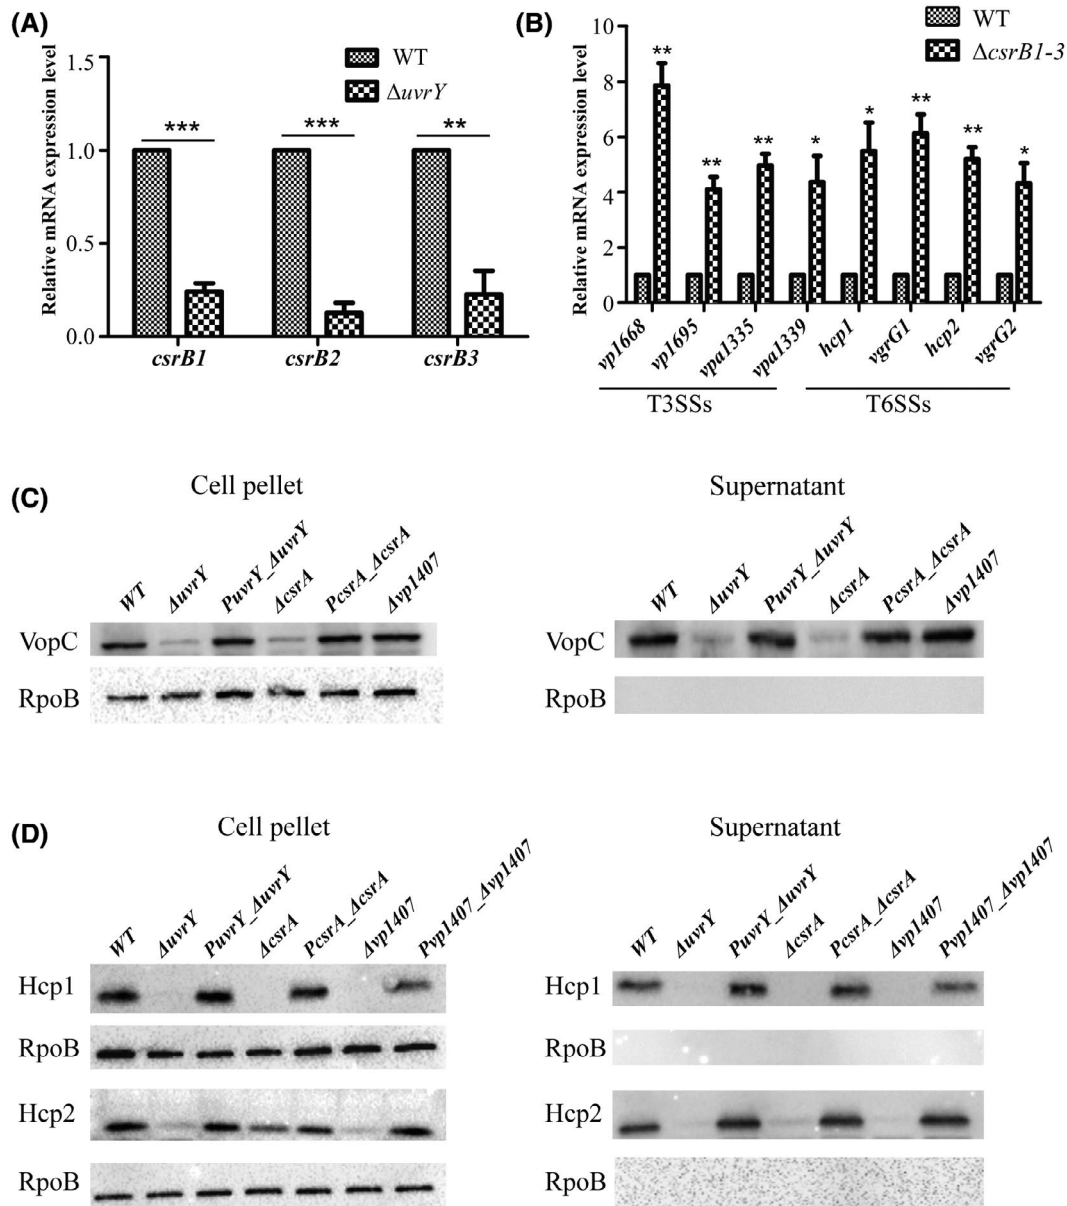 (A)
WT
ΔuvrY
Relative mRNA expression level
1.5
1.0
0.5
0.0
***
***
**
csrB1
csrB2
csrB3
(B)
WT
ΔcsrB1-3
Relative mRNA expression level
10
8
6
4
2
0
**
**
**
*
*
**
**
*
vp1668
vp1695
vpa1335
vpa1339
hcp1
vgrG1
hcp2
vgrG2
T3SSs
T6SSs
(C)
Cell pellet
WT
ΔuvrY
PuvrY_ΔuvrY
ΔcsrA
PcsrA_ΔcsrA
Δvp1407
VopC
RpoB
Supernatant
WT
ΔuvrY
PuvrY_ΔuvrY
ΔcsrA
PcsrA_ΔcsrA
Δvp1407
VopC
RpoB
(D)
Cell pellet
WT
ΔuvrY
PuvrY_ΔuvrY
ΔcsrA
PcsrA_ΔcsrA
Δvp1407
Pvp1407_Δvp1407
Hcp1
RpoB
Hcp2
RpoB
Supernatant
WT
ΔuvrY
PuvrY_ΔuvrY
ΔcsrA
PcsrA_ΔcsrA
Δvp1407
Pvp1407_Δvp1407
Hcp1
RpoB
Hcp2
RpoB